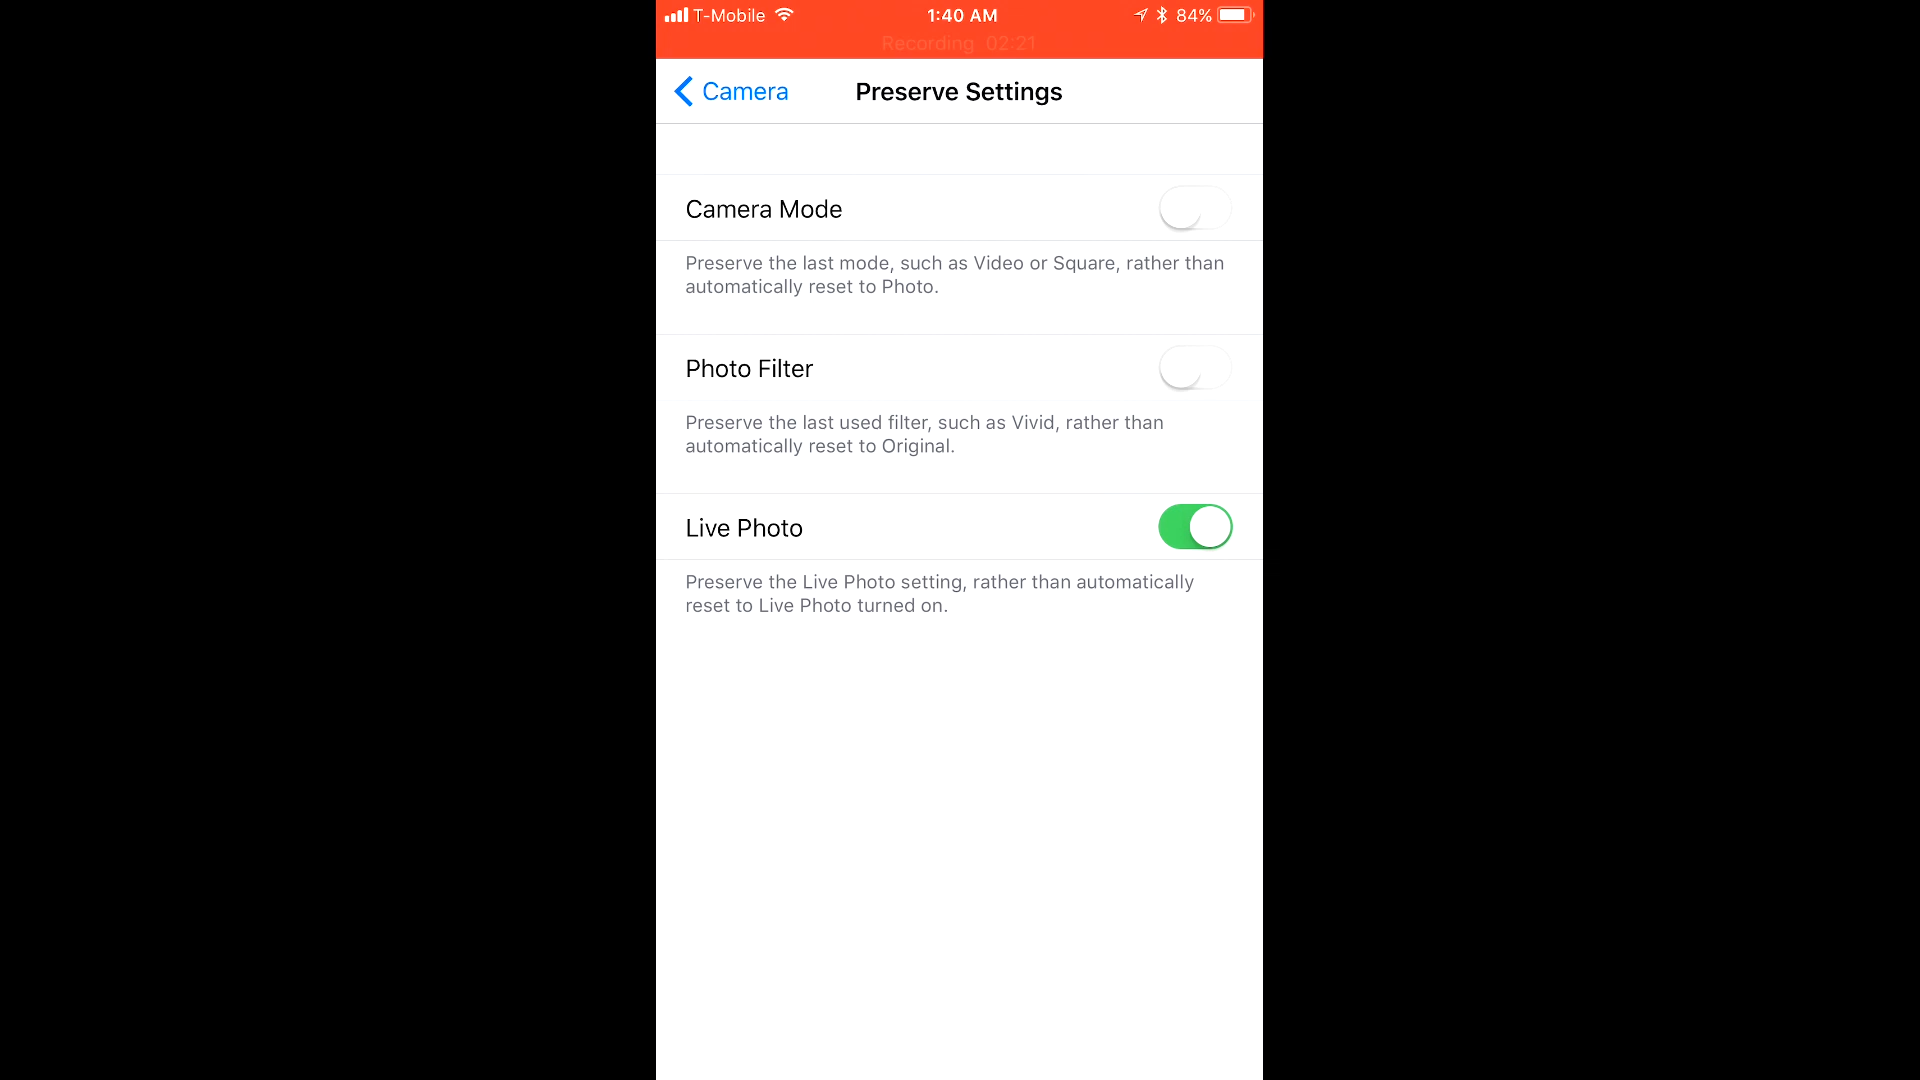 T-Mobile 1:40 AM 84%
Recording 02:21
Camera Preserve Settings
Camera Mode
Preserve the last mode, such as Video or Square, rather than
automatically reset to Photo.
Photo Filter
Preserve the last used filter, such as Vivid, rather than
automatically reset to Original.
Live Photo
Preserve the Live Photo setting, rather than automatically
reset to Live Photo turned on.